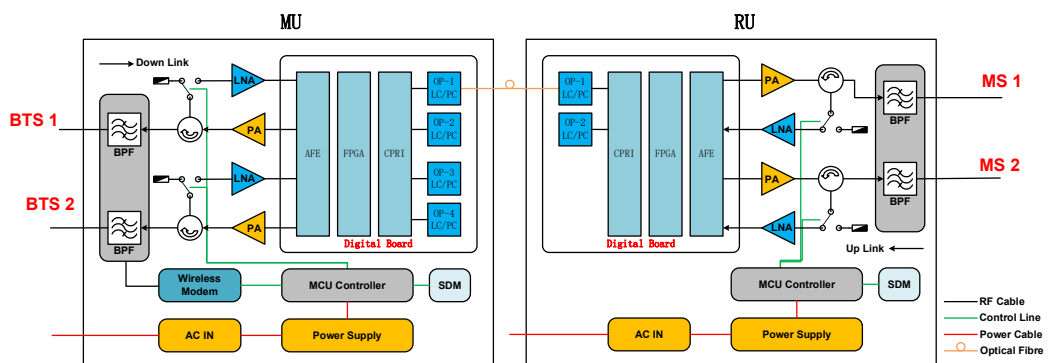 MU
RU
Down Link
LNA
OP-1
LC/PC
OP-1
LC/PC
PA
MS 1
BTS 1
BPF
PA
OP-2
LC/PC
OP-2
LC/PC
LNA
BPF
AFE
FPGA
CPRI
CPRI
FPGA
AFE
LNA
OP-3
LC/PC
PA
MS 2
BTS 2
BPF
PA
OP-4
LC/PC
LNA
BPF
Digital Board
Digital Board
Up Link
Wireless
Modem
MCU Controller
SDM
MCU Controller
SDM
AC IN
Power Supply
AC IN
Power Supply
RF Cable
Control Line
Power Cable
Optical Fibre